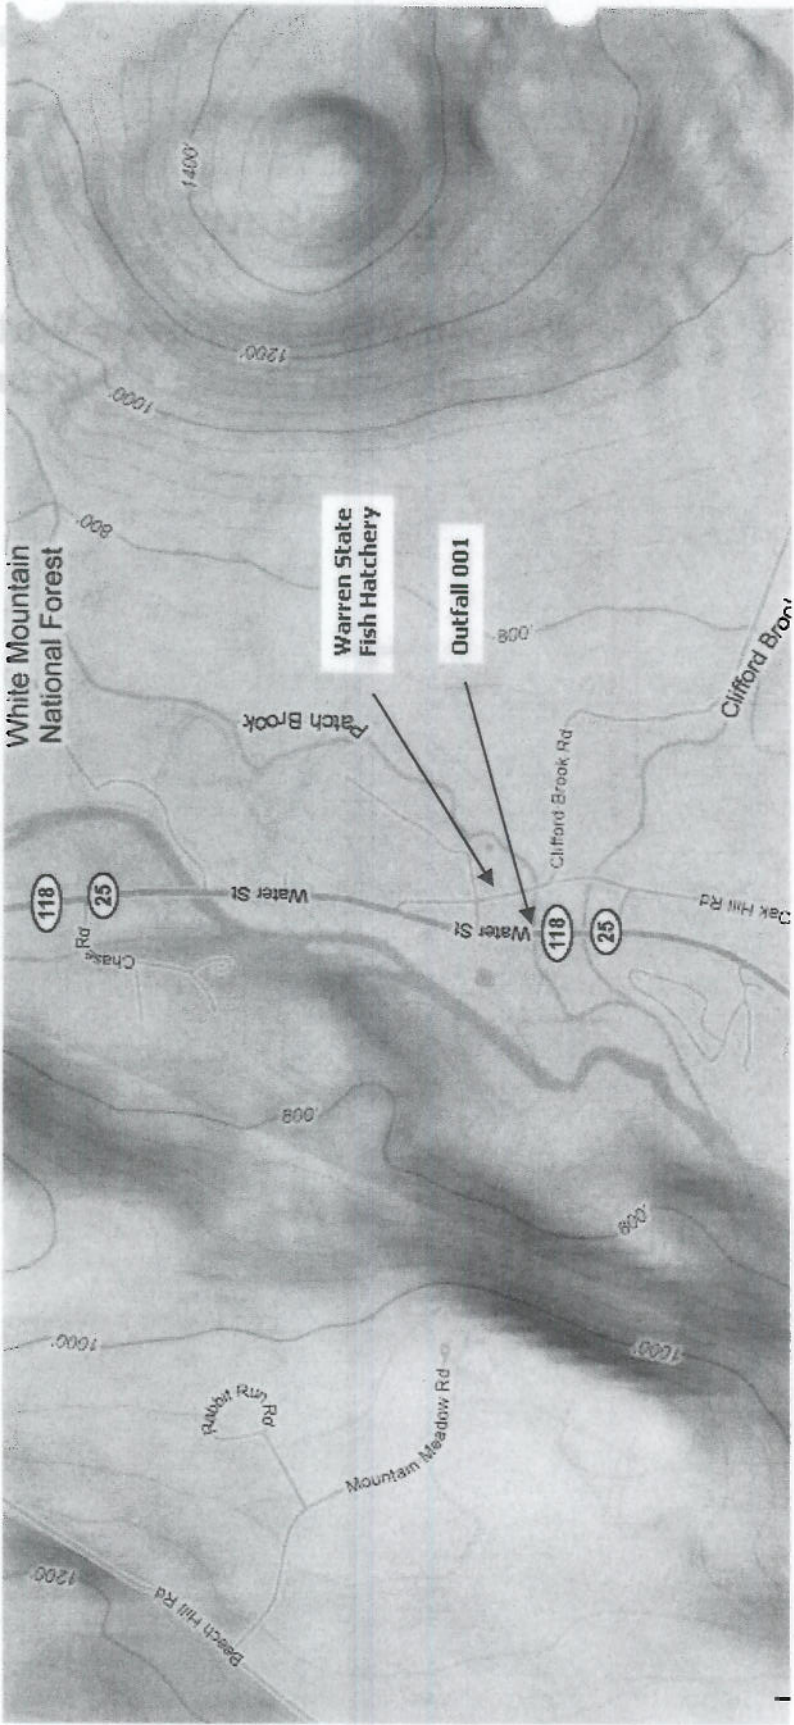 1400'
1200'
1000'
800'
White Mountain
National Forest
Warren State
Fish Hatchery
Outfall 001
800'
Patch Brook
Clifford Brook Rd
118
25
Water St
Water St
118
25
Oak Hill Rd
Chase Rd
800'
800'
1000'
1000'
Rabbit Run Rd
Mountain Meadow Rd
1200'
Beech Hill Rd